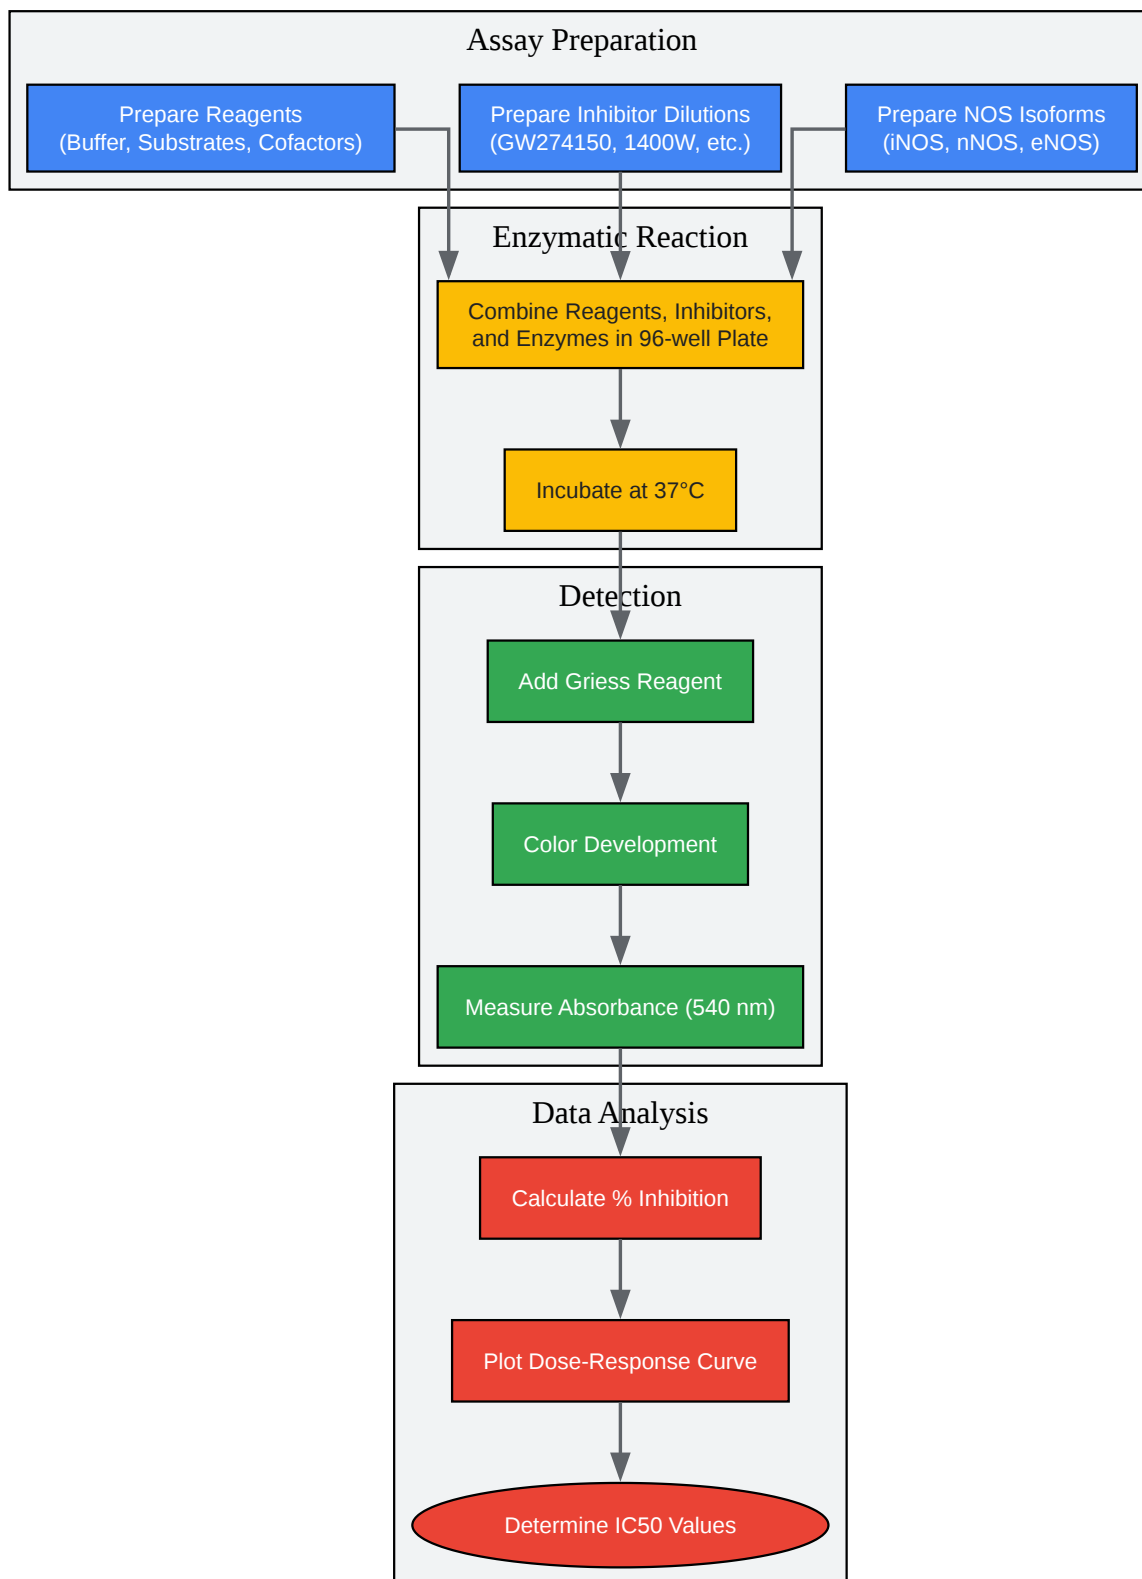 Assay Preparation
Prepare Reagents
(Buffer, Substrates, Cofactors)
Prepare Inhibitor Dilutions
(GW274150, 1400W, etc.)
Prepare NOS Isoforms
(iNOS, nNOS, eNOS)
Enzymatic Reaction
Combine Reagents, Inhibitors,
and Enzymes in 96-well Plate
Incubate at 37°C
Detection
Add Griess Reagent
Color Development
Measure Absorbance (540 nm)
Data Analysis
Calculate % Inhibition
Plot Dose-Response Curve
Determine IC50 Values